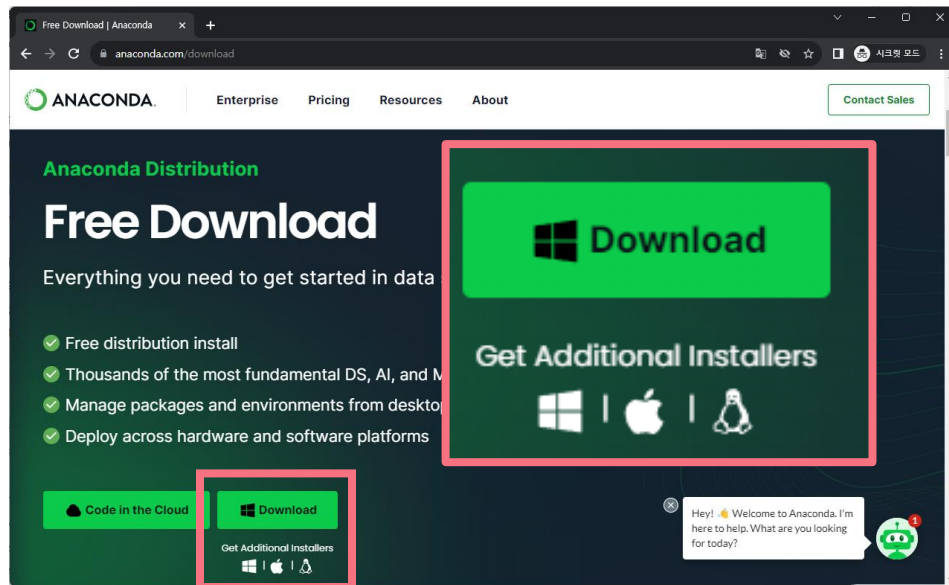 Free Download | Anaconda
anaconda.com/download
시크릿 모드
ANACONDA.
Enterprise Pricing Resources About
Contact Sales
Anaconda Distribution
Free Download
Everything you need to get started in data
Free distribution install
Thousands of the most fundamental DS, AI, and
Manage packages and environments from
Deploy across hardware and software platforms
Code in the Cloud
Download
Get Additional Installers
Download
Get Additional Installers
Hey! 👋 Welcome to Anaconda. I'm
here to help. What are you looking
for today?
1